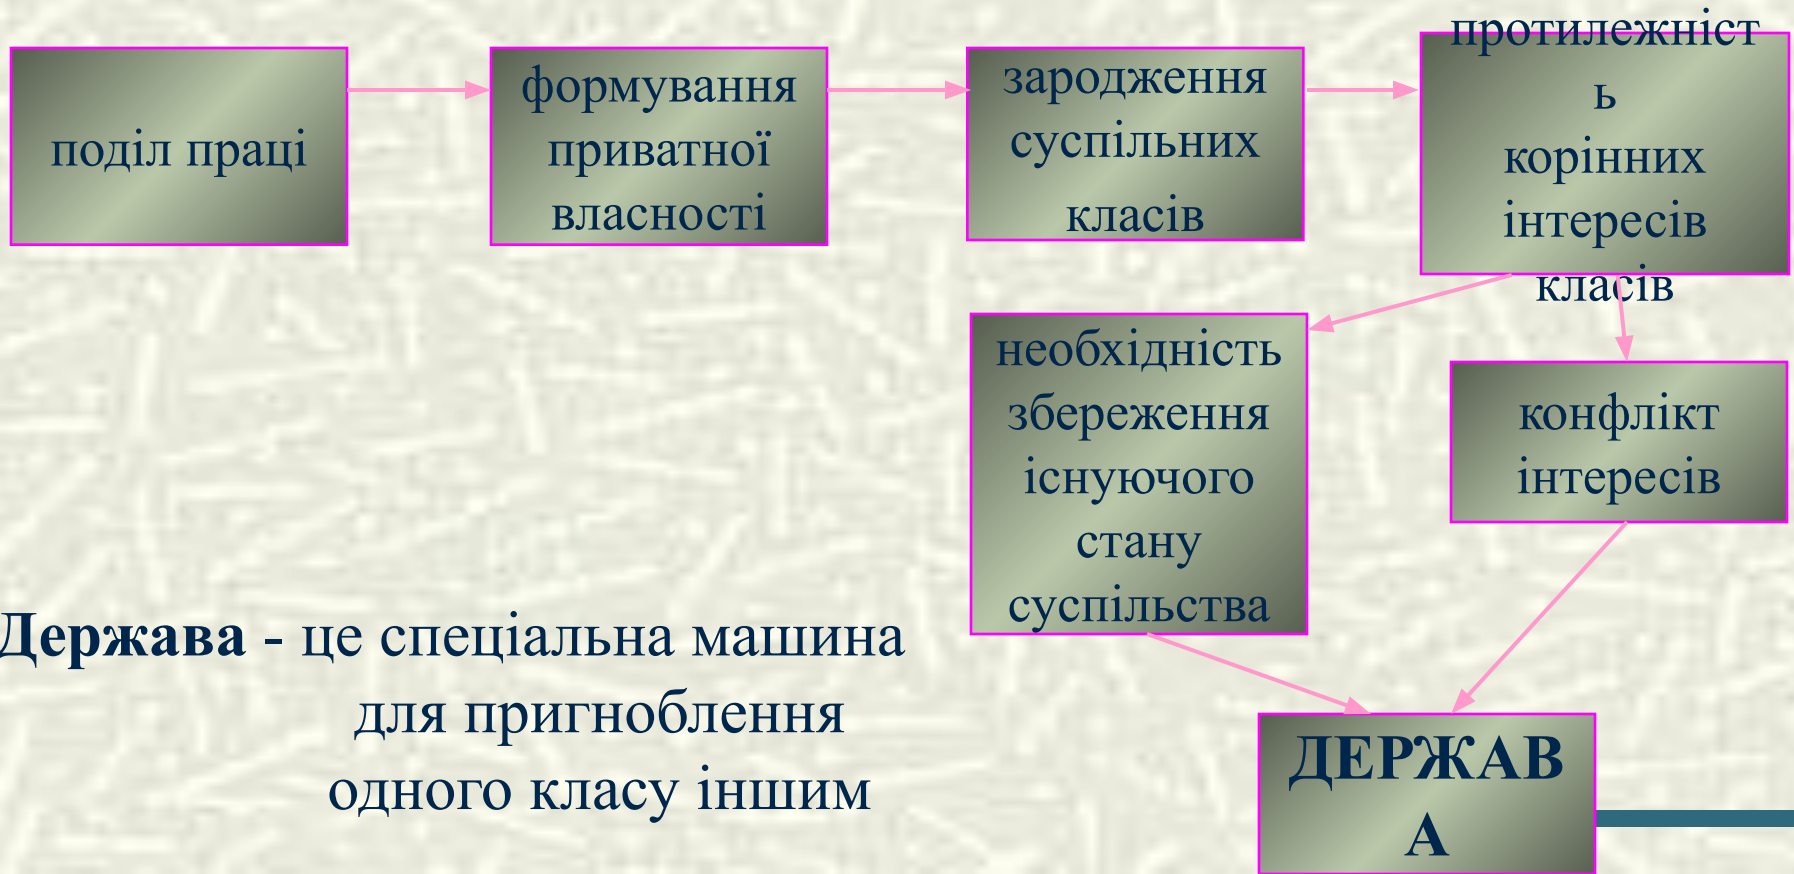 поділ праці
формування
приватної
власності
зародження
суспільних
класів
протилежніст
ь
корінних
інтересів
класів
необхідність
збереження
існуючого
стану
суспільства
конфлікт
інтересів
Держава - це спеціальна машина
для пригноблення
одного класу іншим
ДЕРЖАВ
А